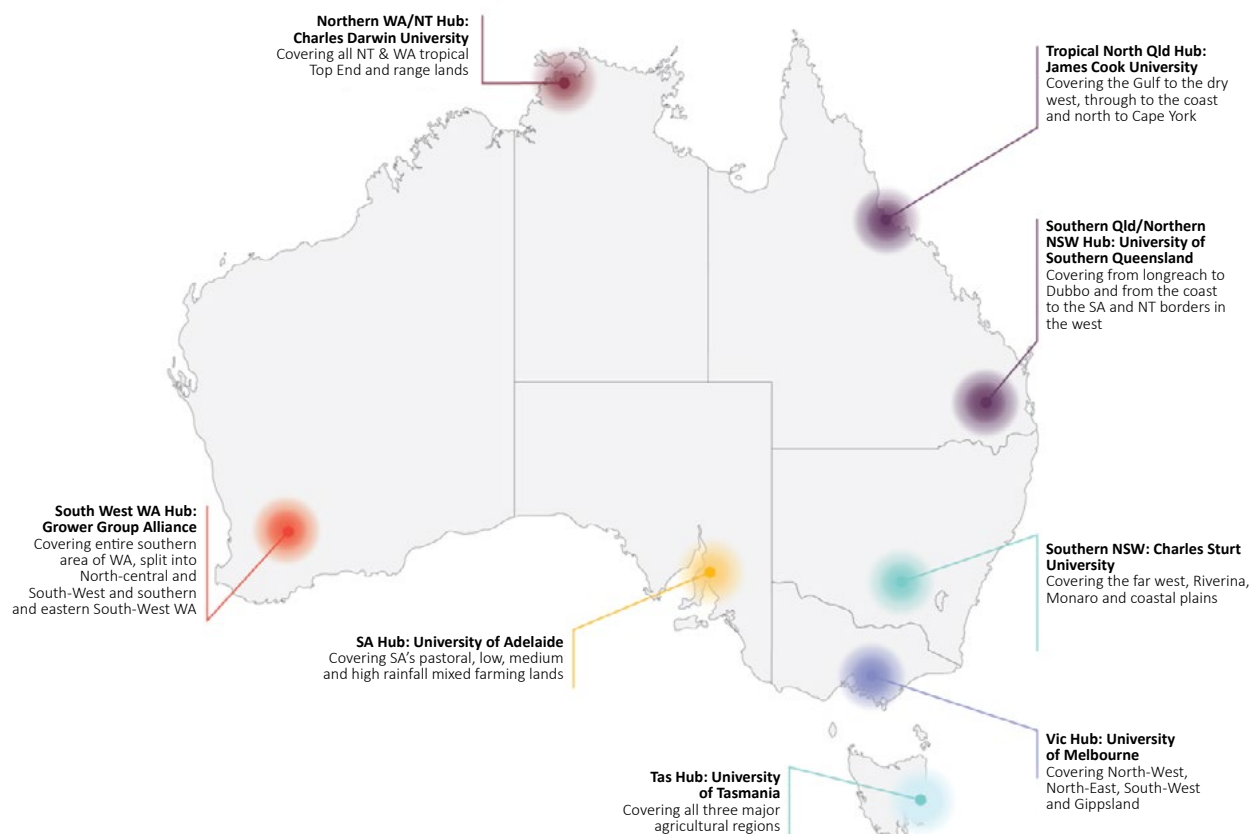 Northern WA/NT Hub:
Charles Darwin University
Covering all NT & WA tropical
Top End and range lands
Tropical North Qld Hub:
James Cook University
Covering the Gulf to the dry
west, through to the coast
and north to Cape York
Southern Qld/Northern
NSW Hub: University of
Southern Queensland
Covering from longreach to
Dubbo and from the coast
to the SA and NT borders in
the west
South West WA Hub:
Grower Group Alliance
Covering entire southern
area of WA, split into
North-central and
South-West and southern
and eastern South-West WA
Southern NSW: Charles Sturt
University
Covering the far west, Riverina,
Monaro and coastal plains
SA Hub: University of Adelaide
Covering SA's pastoral, low, medium
and high rainfall mixed farming lands
Vic Hub: University
of Melbourne
Covering North-West,
North-East, South-West
and Gippsland
Tas Hub: University
of Tasmania
Covering all three major
agricultural regions